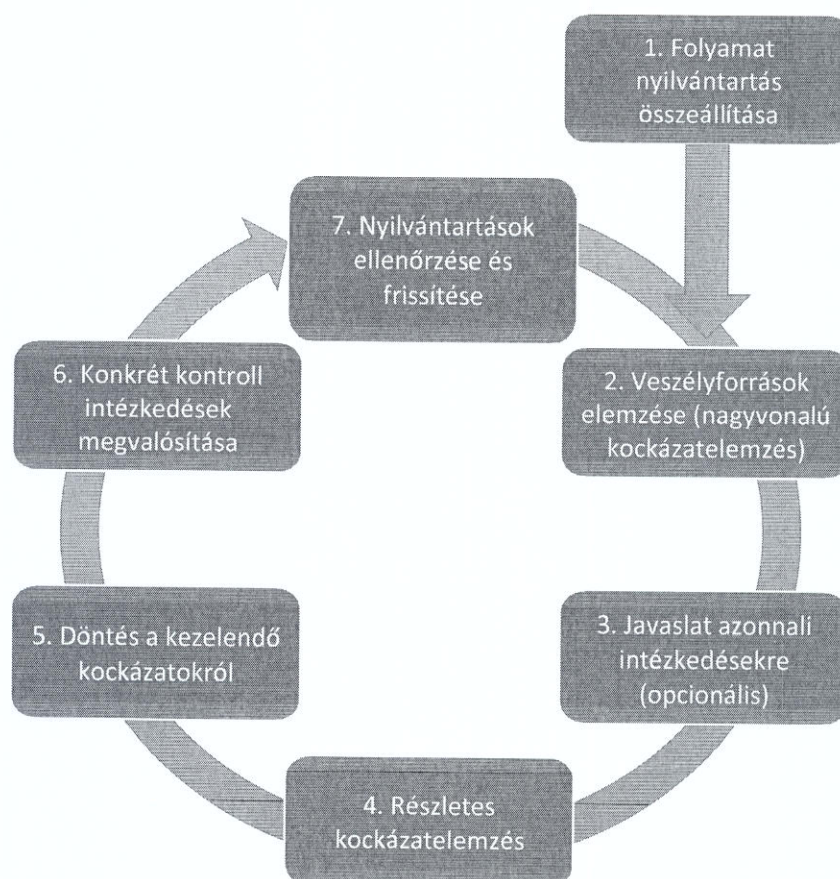 1. Folyamat
nyilvántartás
összeállítása
7. Nyilvántartások
ellenőrzése és
frissítése
2. Veszélyforrások
elemzése (nagyvonalú
kockázatelemzés)
3. Javaslat azonnali
intézkedésekre
(opcionális)
4. Részletes
kockázatelemzés
5. Döntés a kezelendő
kockázatokról
6. Konkrét kontroll
intézkedések
megvalósítása